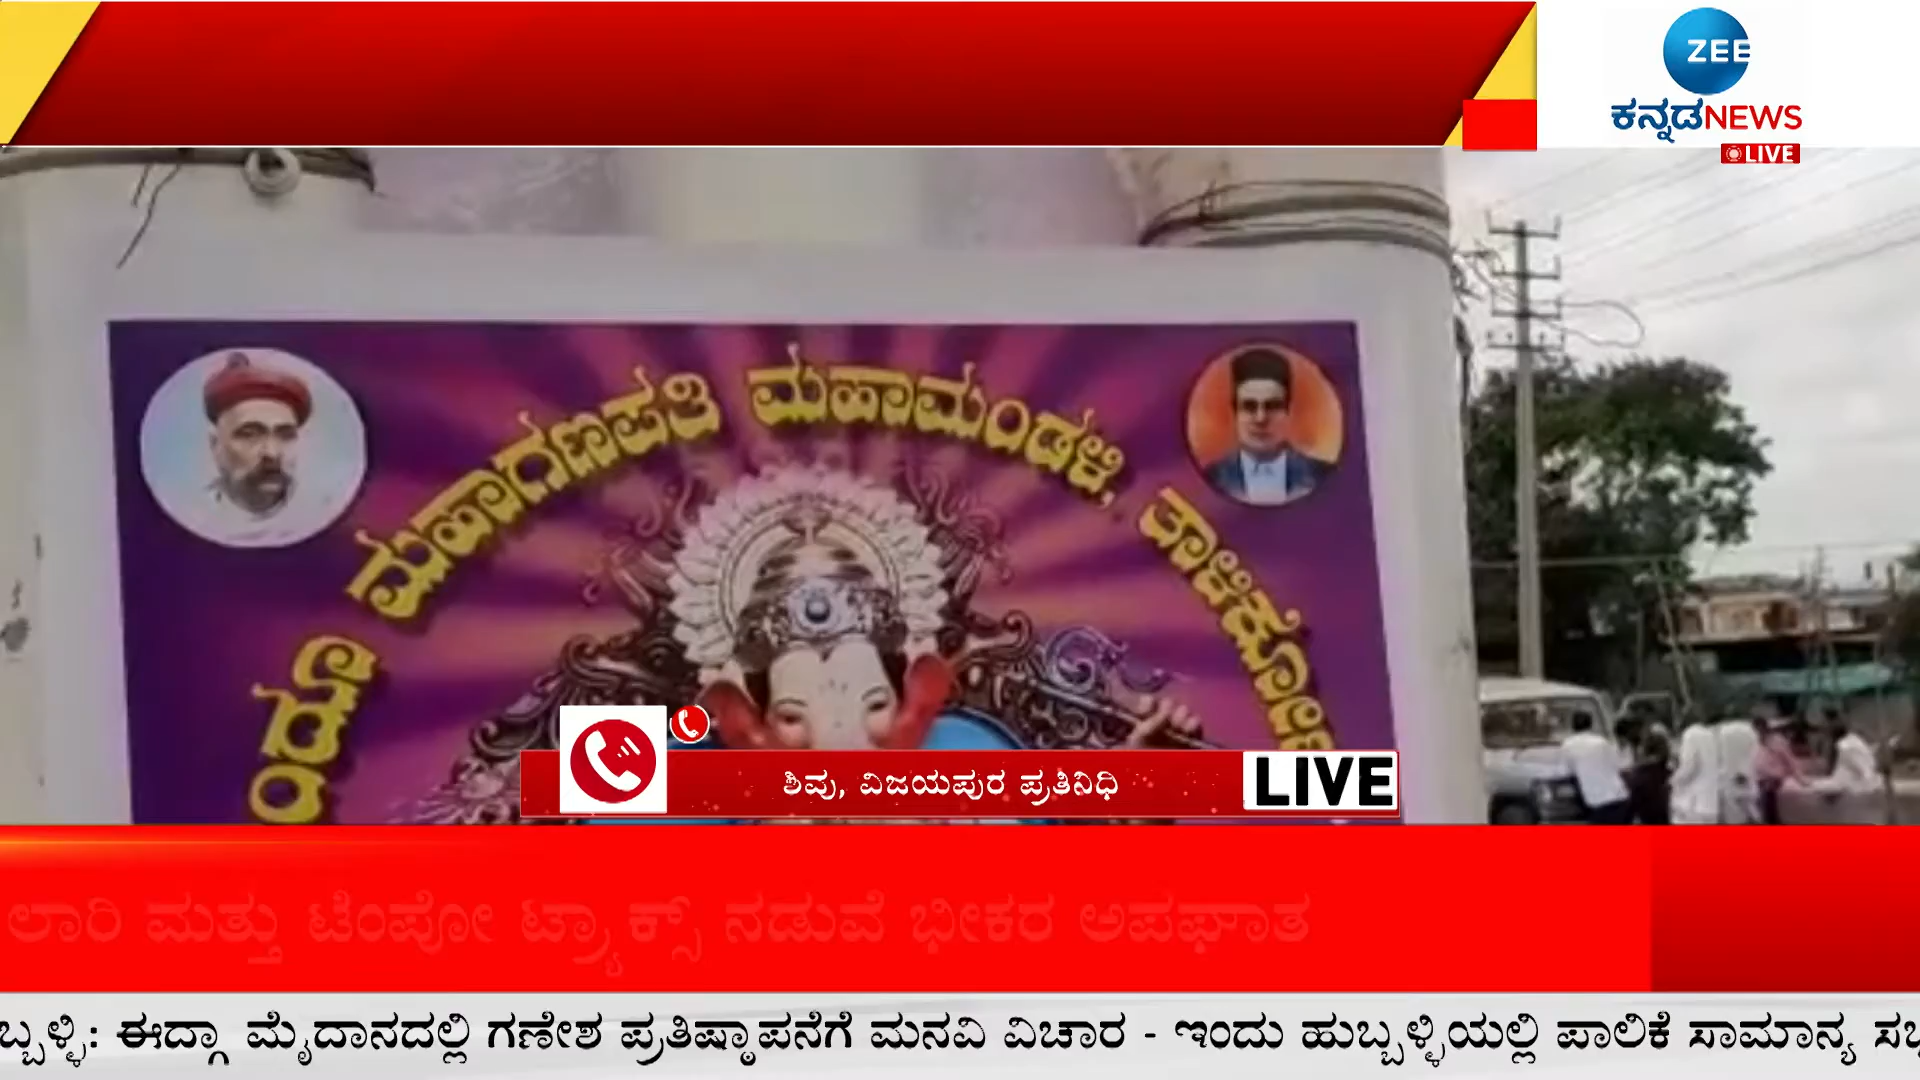 ZEE
ಕನ್ನಡNEWS
LIVE
ಮಹಾಗಣಪತಿ ಮಹಾಮಂಡಳಿ,
ಶಿವು, ವಿಜಯಪುರ ಪ್ರತಿನಿಧಿ
LIVE
ಲಾರಿ ಮತ್ತು ಟೆಂಪೋ ಟ್ರ್ಯಾಕ್ಸ್ ನಡುವೆ ಭೀಕರ ಅಪಘಾತ
ಬ್ಬಳ್ಳಿ: ಈದ್ಗಾ ಮೈದಾನದಲ್ಲಿ ಗಣೇಶ ಪ್ರತಿಷ್ಠಾಪನೆಗೆ ಮನವಿ ವಿಚಾರ - ಇಂದು ಹುಬ್ಬಳ್ಳಿಯಲ್ಲಿ ಪಾಲಿಕೆ ಸಾಮಾನ್ಯ